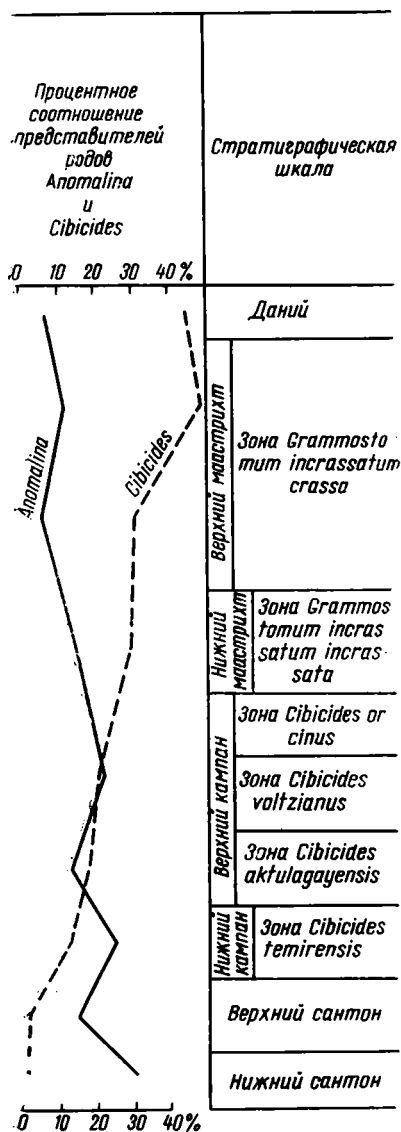 Процентное
соотношение
представителей
родов
Anomalina
и
Cibicides
Стратиграфическая
шкала
0 10 20 30 40 %
Даний
Anomalina
Cibicides
Верхний маастрихт
Зона Grammosto
mum incrassatum
crassa
Нижний
маастрихт
Зона Grammos
tomum incras
satum incras-
sata
Верхний кампан
Зона Cibicides or
cinus
Зона Cibicides
voltzianus
Зона Cibicides
aktulagayensis
Нижний
кампан
Зона Cibicides
temirensis
Верхний сантон
Нижний сантон
0 10 20 30 40 %